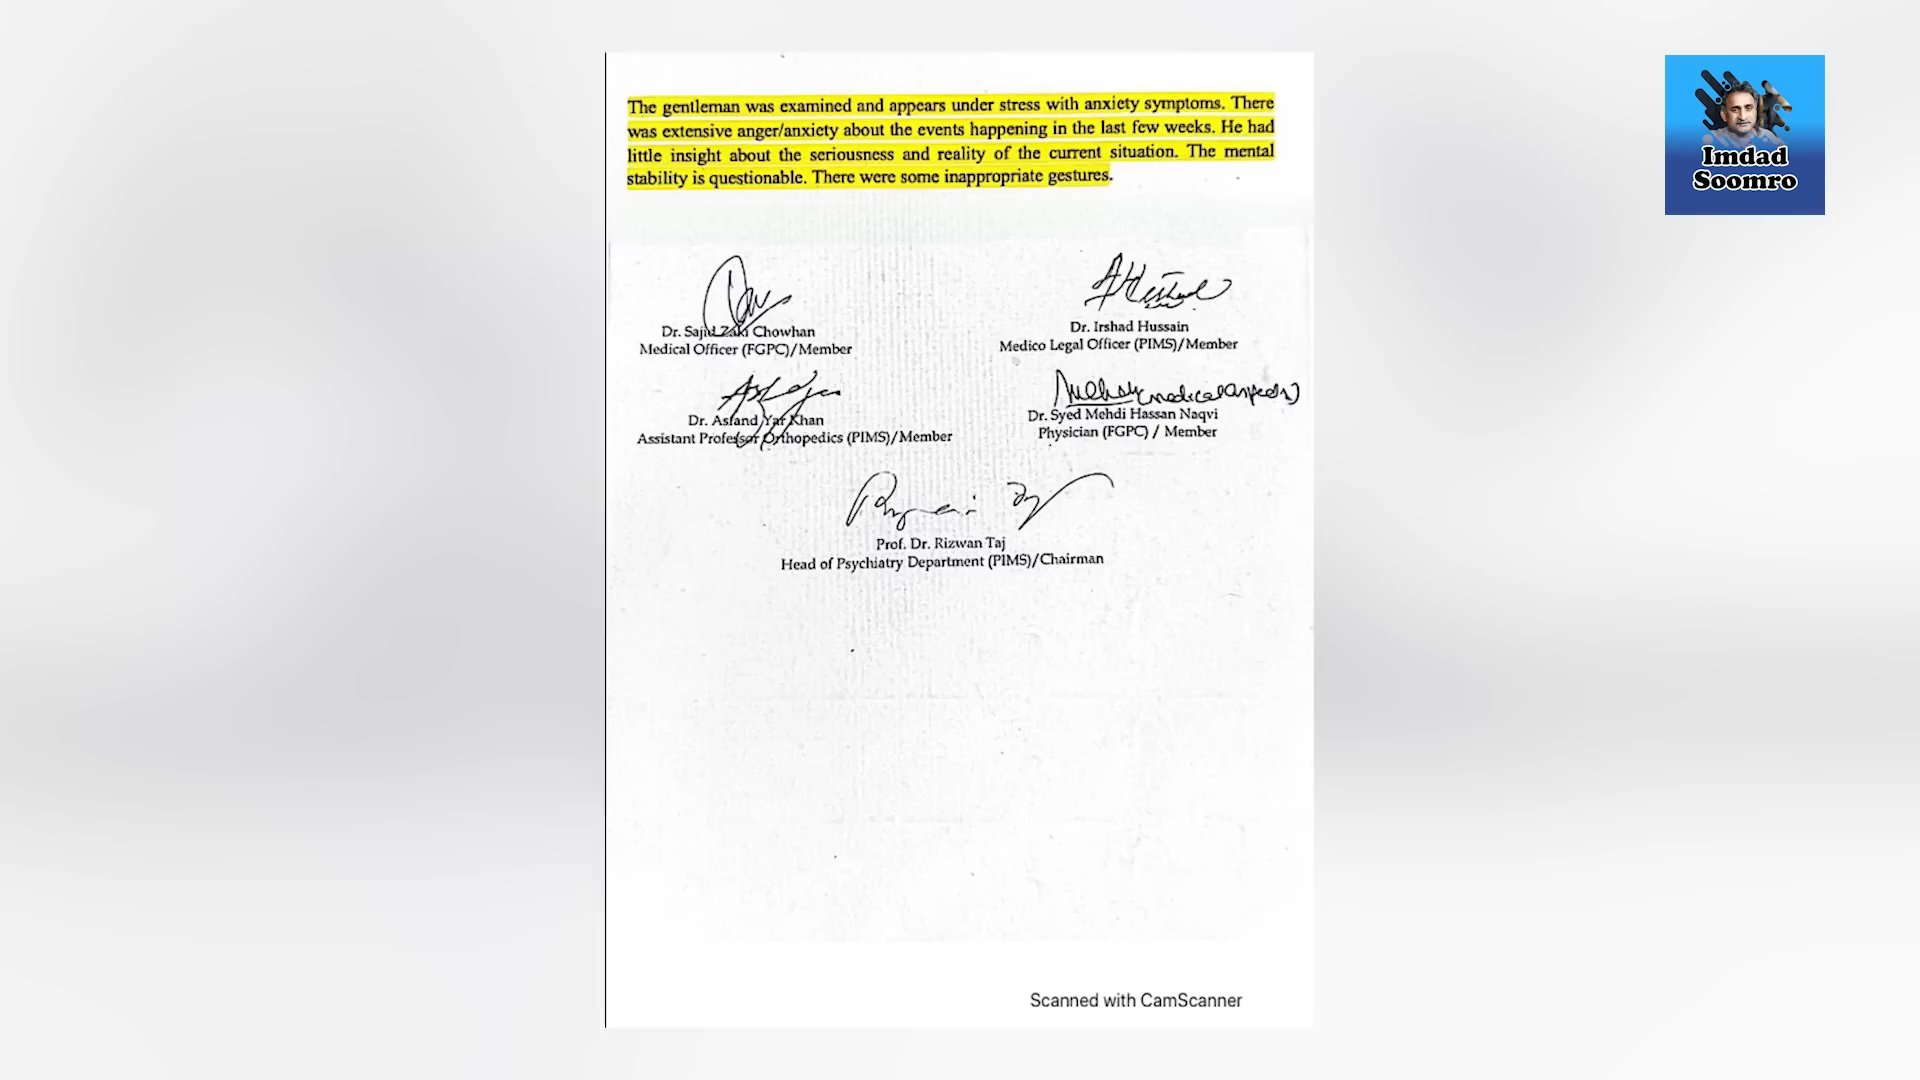 The gentleman was examined and appears under stress with anxiety symptoms. There
was extensive anger/anxiety about the events happening in the last few weeks. He had
little insight about the seriousness and reality of the current situation. The mental
stability is questionable. There were some inappropriate gestures.
Imdad
Soomro
Dr. Sajid Zaki Chowhan
Medical Officer (FGPC)/Member
Dr. Irshad Hussain
Medico Legal Officer (PIMS)/Member
(medical aspects)
Dr. Asfand Yar Khan
Assistant Professor Orthopedics (PIMS)/Member
Dr. Syed Mehdi Hassan Naqvi
Physician (FGPC) / Member
Prof. Dr. Rizwan Taj
Head of Psychiatry Department (PIMS)/Chairman
Scanned with CamScanner